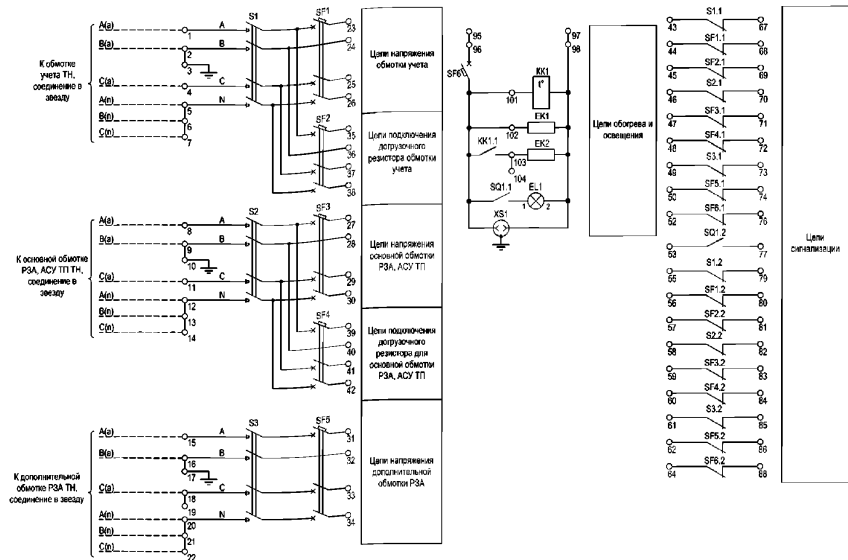 К обмотке
учета ТН,
соединение в
звезду
A(а)
B(а)
C(а)
A(n)
B(n)
C(n)
1
2
3
4
5
6
7
A
B
C
N
S1
SF1
23
24
25
26
Цепи напряжения
обмотки учета
SF2
35
36
37
38
Цепи подключения
догрузочного
резистора обмотки
учета
К основной обмотке
РЗА, АСУ ТП ТН,
соединение в
звезду
A(а)
B(а)
C(а)
A(n)
B(n)
C(n)
8
9
10
11
12
13
14
A
B
C
N
S2
SF3
27
28
29
30
Цепи напряжения
основной обмотки
РЗА, АСУ ТП
SF4
39
40
41
42
Цепи подключения
догрузочного
резистора для
основной обмотки
РЗА, АСУ ТП
К дополнительной
обмотке РЗА ТН,
соединение в звезду
A(а)
B(а)
C(а)
A(n)
B(n)
C(n)
15
16
17
18
19
20
21
22
A
B
C
N
S3
SF5
31
32
33
34
Цепи напряжения
дополнительной
обмотки РЗА
95
96
97
98
SF6
KK1
t°
101
EK1
102
KK1.1
EK2
103
104
SQ1.1
EL1
1
2
XS1
Цепи обогрева и
освещения
43 S1.1 67
44 SF1.1 68
45 SF2.1 69
46 S2.1 70
47 SF3.1 71
48 SF4.1 72
49 S3.1 73
50 SF5.1 74
52 SF6.1 76
53 SQ1.2 77
55 S1.2 79
56 SF1.2 80
57 SF2.2 81
58 S2.2 82
59 SF3.2 83
60 SF4.2 84
61 S3.2 85
62 SF5.2 86
64 SF6.2 88
Цепи
сигнализации